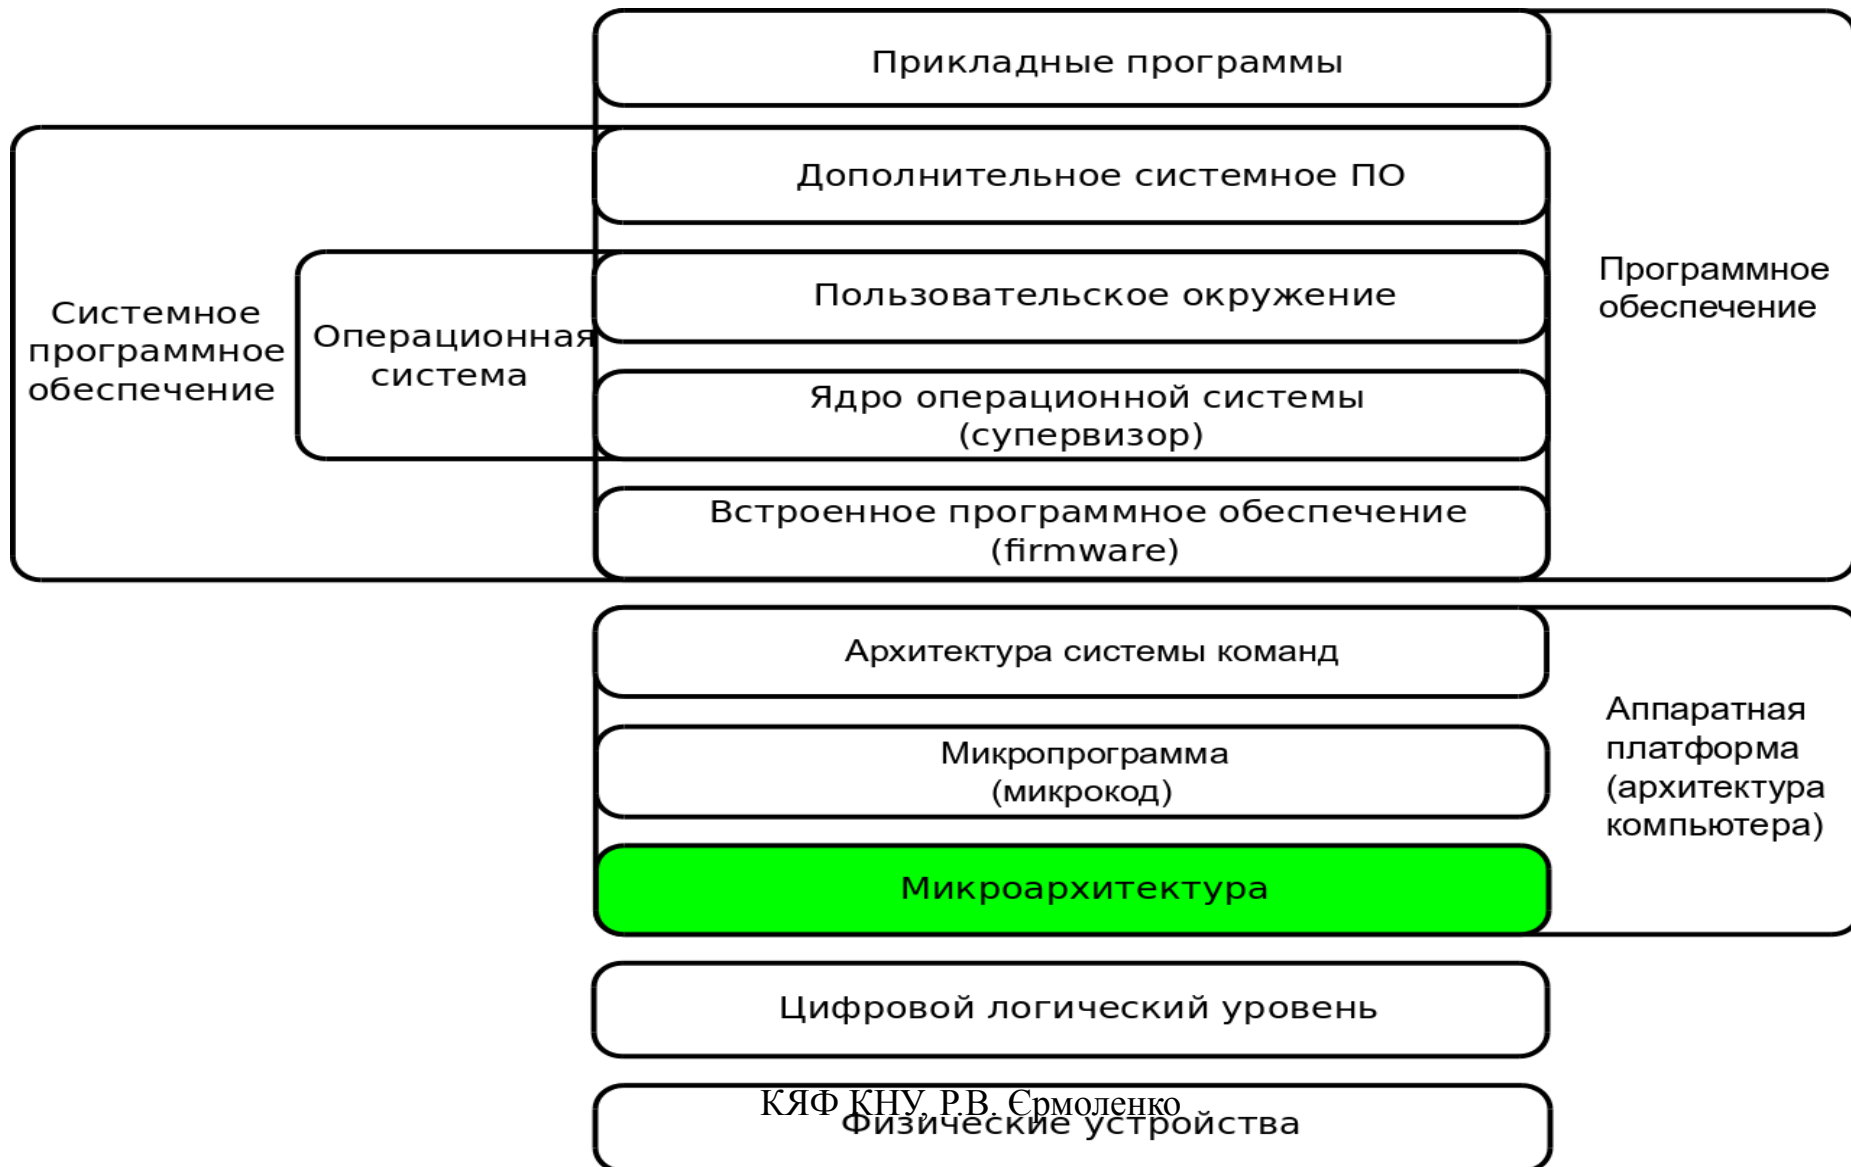 Прикладные программы
Дополнительное системное ПО
Пользовательское окружение
Программное
обеспечение
Системное
программное
обеспечение
Операционная
система
Ядро операционной системы
(супервизор)
Встроенное программное обеспечение
(firmware)
Архитектура системы команд
Микропрограмма
(микрокод)
Аппаратная
платформа
(архитектура
компьютера)
Микроархитектура
Цифровой логический уровень
КЯФ КНУ, Р.В. Єрмоленко
Физические устройства